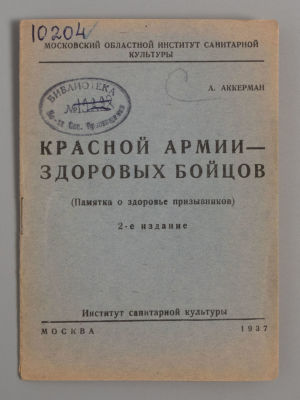 10204
МОСКОВСКИЙ ОБЛАСТНОЙ ИНСТИТУТ САНИТАРНОЙ
КУЛЬТУРЫ
БИБЛИОТЕКА
№
А. АККЕРМАН
КРАСНОЙ АРМИИ—
ЗДОРОВЫХ БОЙЦОВ
(Памятка о здоровье призывников)
2-е издание
Институт санитарной культуры
МОСКВА 1937